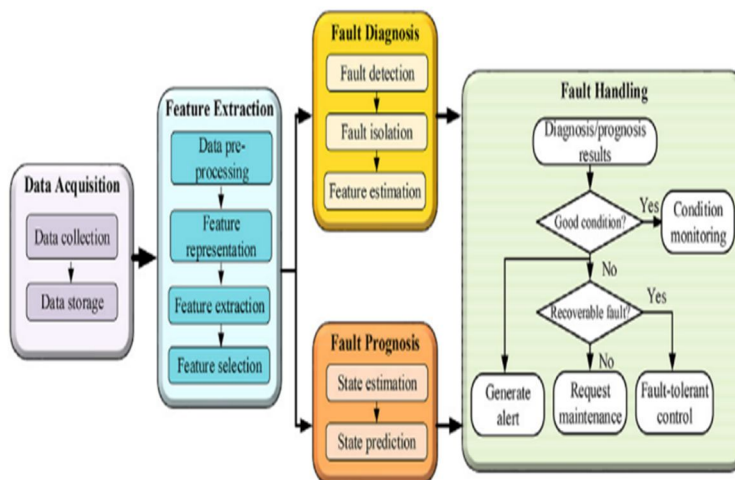 Data Acquisition
Data collection
Data storage
Feature Extraction
Data pre-
processing
Feature
representation
Feature extraction
Feature selection
Fault Diagnosis
Fault detection
Fault isolation
Feature estimation
Fault Prognosis
State estimation
State prediction
Fault Handling
Diagnosis/prognosis
results
Good condition?
Yes
Condition
monitoring
No
Recoverable fault?
Yes
No
Generate
alert
Request
maintenance
Fault-tolerant
control